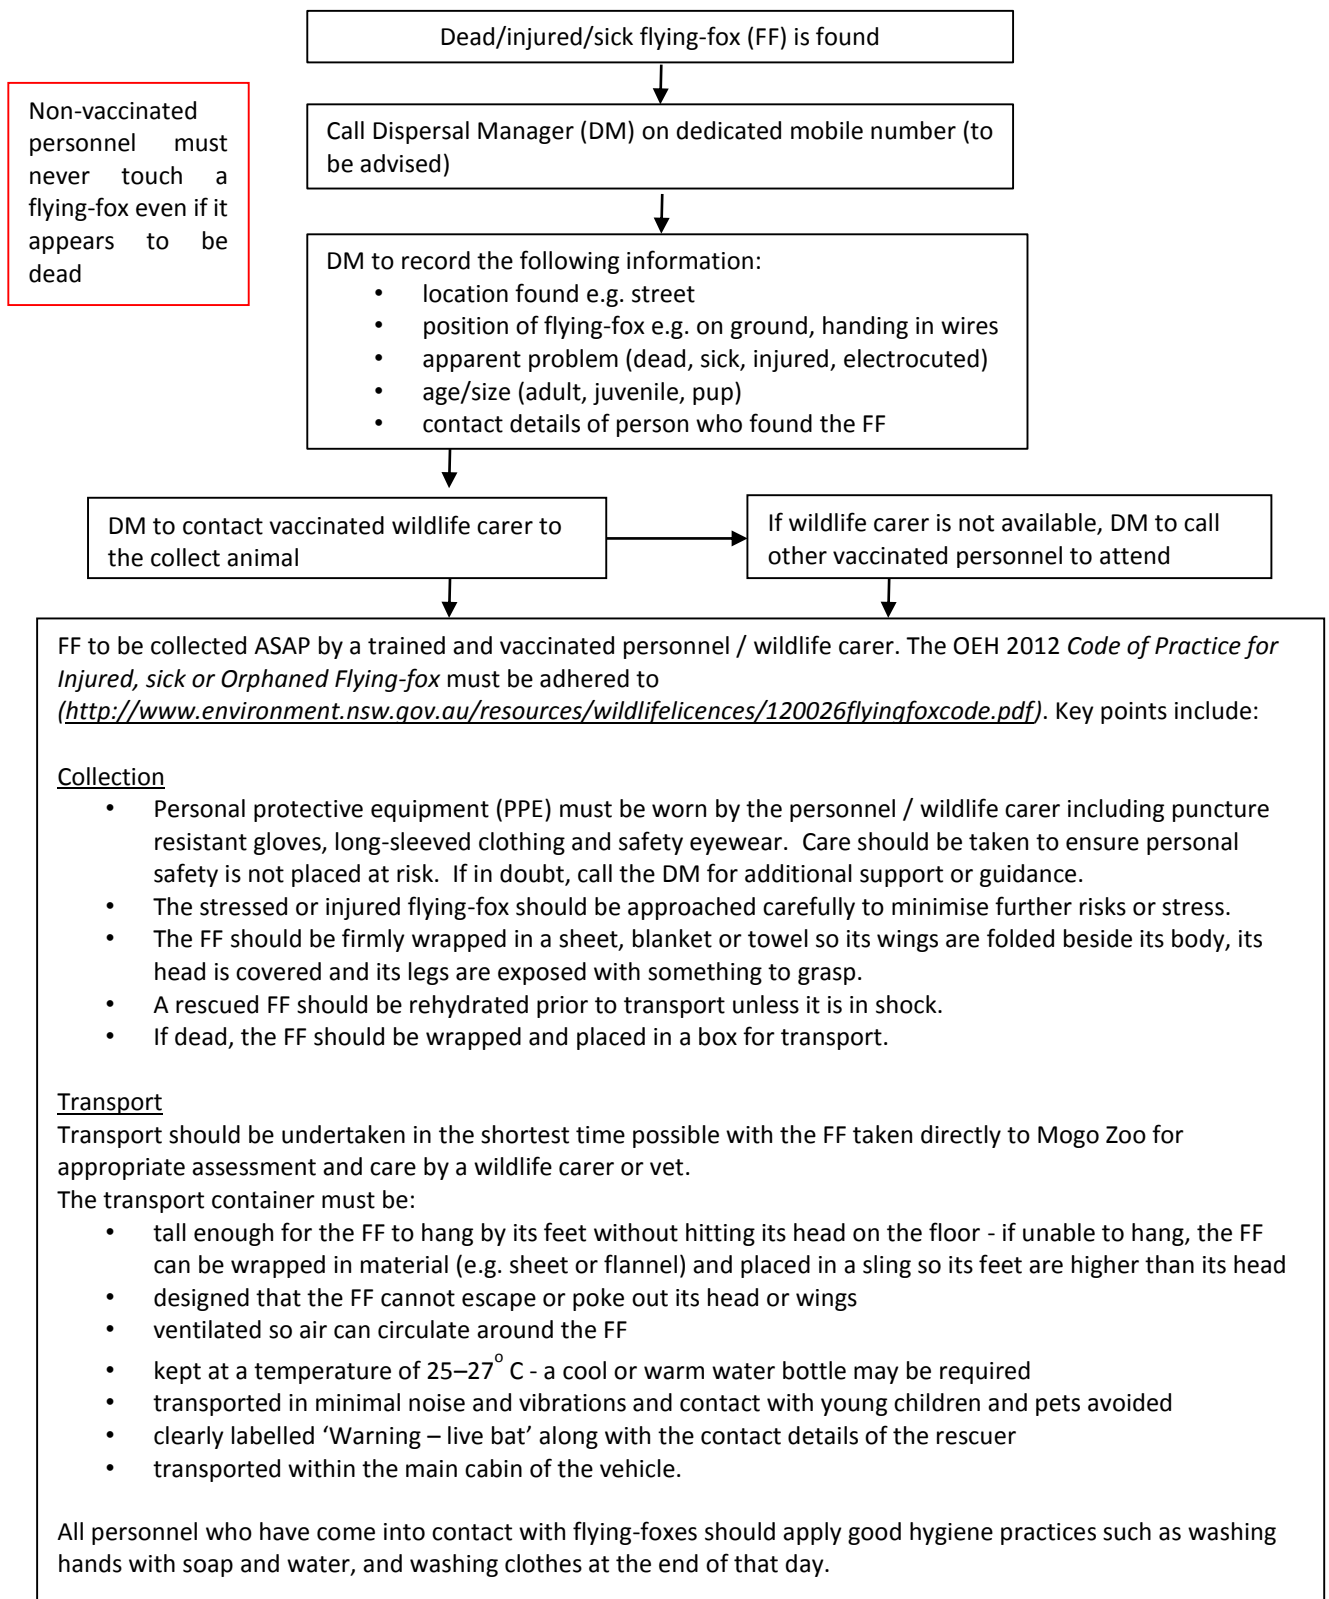 Dead/injured/sick flying-fox (FF) is found
Non-vaccinated
personnel must
never touch a
flying-fox even if it
appears to be
dead
Call Dispersal Manager (DM) on dedicated mobile number (to
be advised)
DM to record the following information:
• location found e.g. street
• position of flying-fox e.g. on ground, handing in wires
• apparent problem (dead, sick, injured, electrocuted)
• age/size (adult, juvenile, pup)
• contact details of person who found the FF
DM to contact vaccinated wildlife carer to
the collect animal
If wildlife carer is not available, DM to call
other vaccinated personnel to attend
FF to be collected ASAP by a trained and vaccinated personnel / wildlife carer. The OEH 2012 Code of Practice for
Injured, sick or Orphaned Flying-fox must be adhered to
(http://www.environment.nsw.gov.au/resources/wildlifelicences/120026flyingfoxcode.pdf). Key points include:
Collection
• Personal protective equipment (PPE) must be worn by the personnel / wildlife carer including puncture
resistant gloves, long-sleeved clothing and safety eyewear. Care should be taken to ensure personal
safety is not placed at risk. If in doubt, call the DM for additional support or guidance.
• The stressed or injured flying-fox should be approached carefully to minimise further risks or stress.
• The FF should be firmly wrapped in a sheet, blanket or towel so its wings are folded beside its body, its
head is covered and its legs are exposed with something to grasp.
• A rescued FF should be rehydrated prior to transport unless it is in shock.
• If dead, the FF should be wrapped and placed in a box for transport.
Transport
Transport should be undertaken in the shortest time possible with the FF taken directly to Mogo Zoo for
appropriate assessment and care by a wildlife carer or vet.
The transport container must be:
• tall enough for the FF to hang by its feet without hitting its head on the floor - if unable to hang, the FF
can be wrapped in material (e.g. sheet or flannel) and placed in a sling so its feet are higher than its head
• designed that the FF cannot escape or poke out its head or wings
• ventilated so air can circulate around the FF
• kept at a temperature of 25–27° C - a cool or warm water bottle may be required
• transported in minimal noise and vibrations and contact with young children and pets avoided
• clearly labelled ‘Warning – live bat’ along with the contact details of the rescuer
• transported within the main cabin of the vehicle.
All personnel who have come into contact with flying-foxes should apply good hygiene practices such as washing
hands with soap and water, and washing clothes at the end of that day.